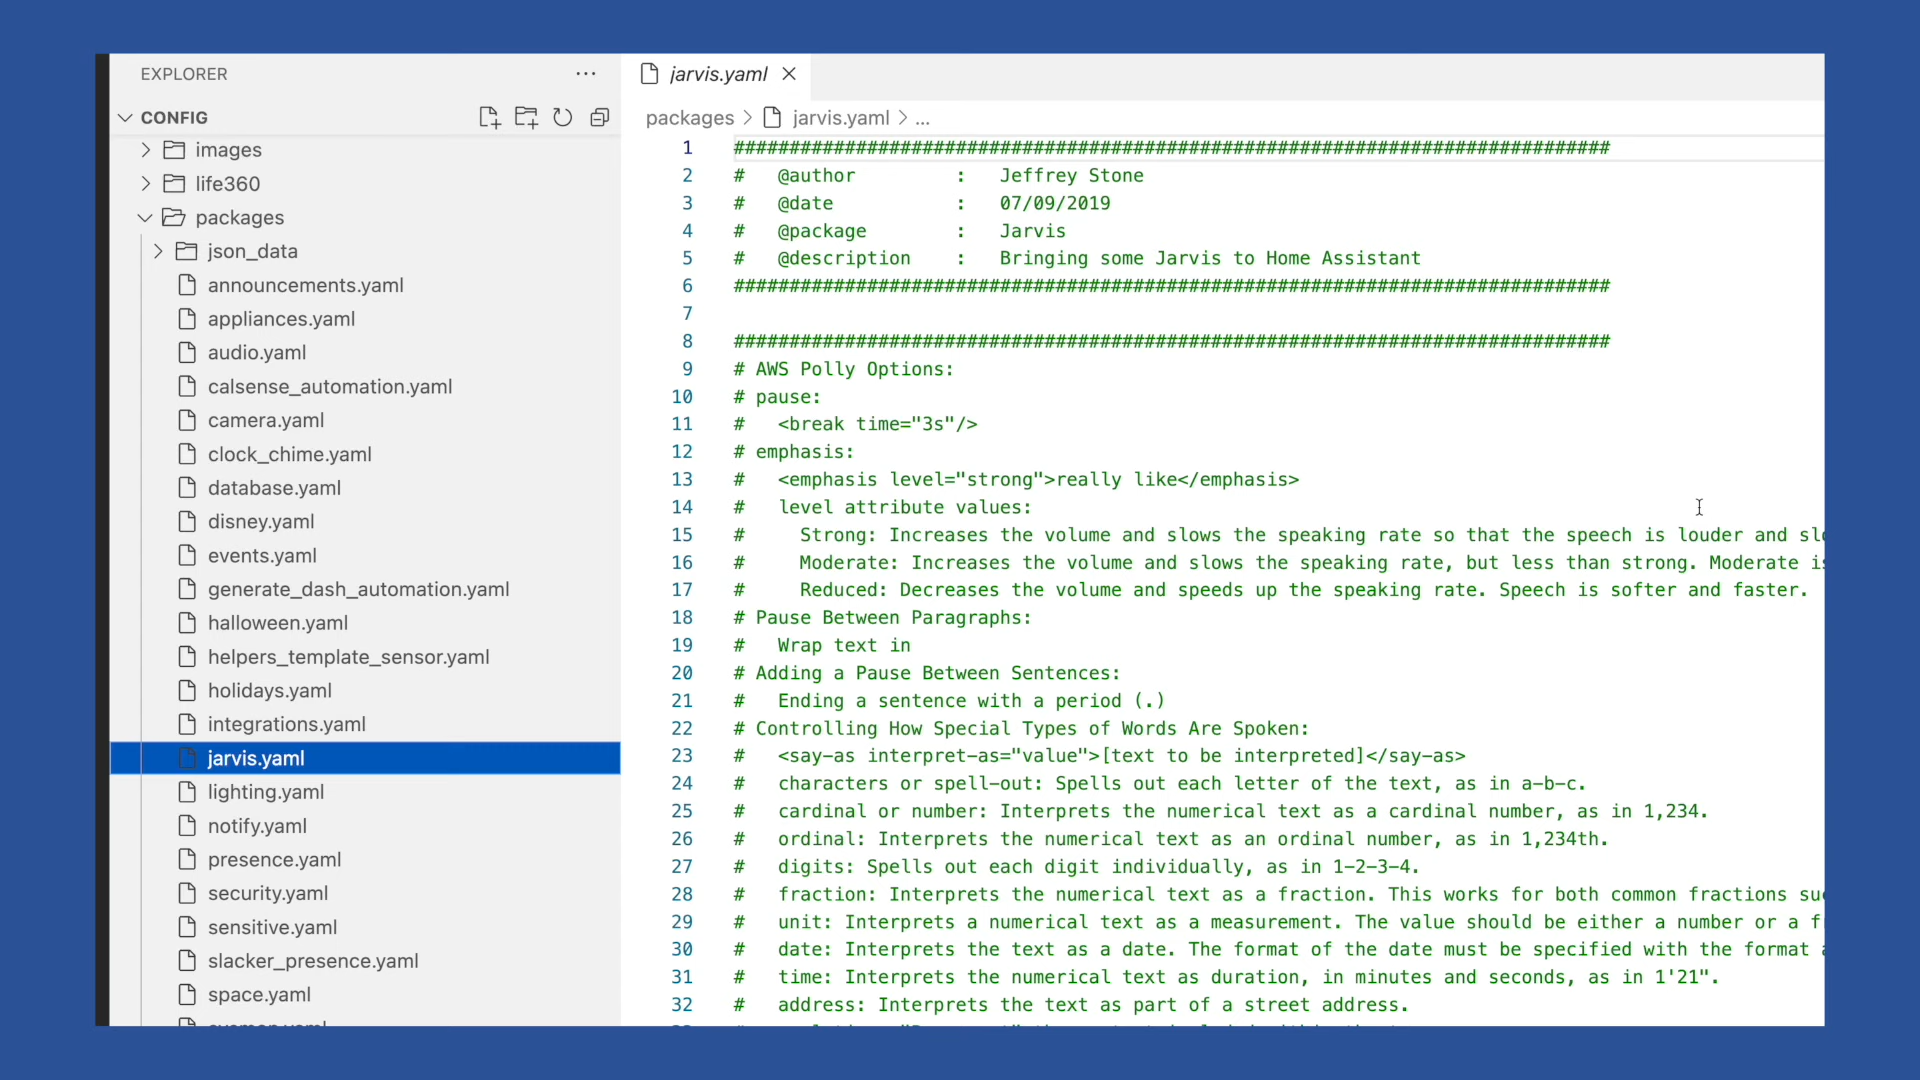 EXPLORER
CONFIG
images
life360
packages
json_data
announcements.yaml
appliances.yaml
audio.yaml
calsense_automation.yaml
camera.yaml
clock_chime.yaml
database.yaml
disney.yaml
events.yaml
generate_dash_automation.yaml
halloween.yaml
helpers_template_sensor.yaml
holidays.yaml
integrations.yaml
jarvis.yaml
lighting.yaml
notify.yaml
presence.yaml
security.yaml
sensitive.yaml
slacker_presence.yaml
space.yaml
jarvis.yaml
packages > jarvis.yaml > ...
1 ###############################################################################
2 #   @author         :   Jeffrey Stone
3 #   @date           :   07/09/2019
4 #   @package        :   Jarvis
5 #   @description    :   Bringing some Jarvis to Home Assistant
6 ###############################################################################
7
8 ###############################################################################
9 # AWS Polly Options:
10 # pause:
11 #   <break time="3s"/>
12 # emphasis:
13 #   <emphasis level="strong">really like</emphasis>
14 #   level attribute values:
15 #     Strong: Increases the volume and slows the speaking rate so that the speech is louder and
16 #     Moderate: Increases the volume and slows the speaking rate, but less than strong. Moderate
17 #     Reduced: Decreases the volume and speeds up the speaking rate. Speech is softer and faster.
18 # Pause Between Paragraphs:
19 #   Wrap text in
20 # Adding a Pause Between Sentences:
21 #   Ending a sentence with a period (.)
22 # Controlling How Special Types of Words Are Spoken:
23 #   <say-as interpret-as="value">[text to be interpreted]</say-as>
24 #   characters or spell-out: Spells out each letter of the text, as in a-b-c.
25 #   cardinal or number: Interprets the numerical text as a cardinal number, as in 1,234.
26 #   ordinal: Interprets the numerical text as an ordinal number, as in 1,234th.
27 #   digits: Spells out each digit individually, as in 1-2-3-4.
28 #   fraction: Interprets the numerical text as a fraction. This works for both common fractions
29 #   unit: Interprets a numerical text as a measurement. The value should be either a number or a
30 #   date: Interprets the text as a date. The format of the date must be specified with the format
31 #   time: Interprets the numerical text as duration, in minutes and seconds, as in 1'21".
32 #   address: Interprets the text as part of a street address.